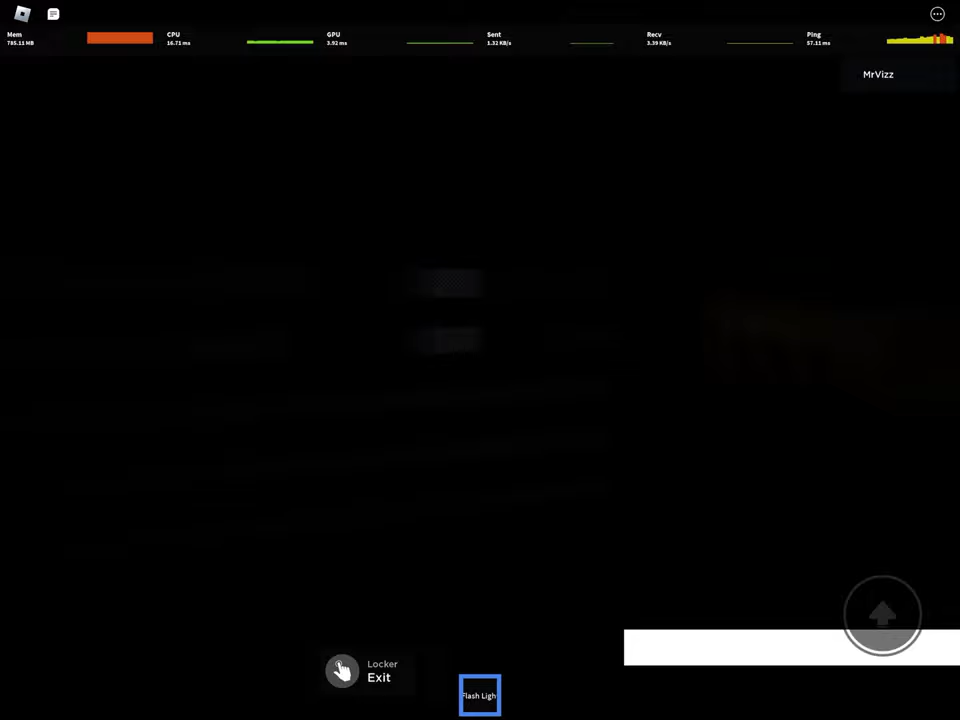 Mem
785.11 MB
CPU
16.71 ms
GPU
3.92 ms
Sent
1.32 KB/s
Recv
3.39 KB/s
Ping
57.11 ms
MrVizz
Locker
Exit
Flash Ligh